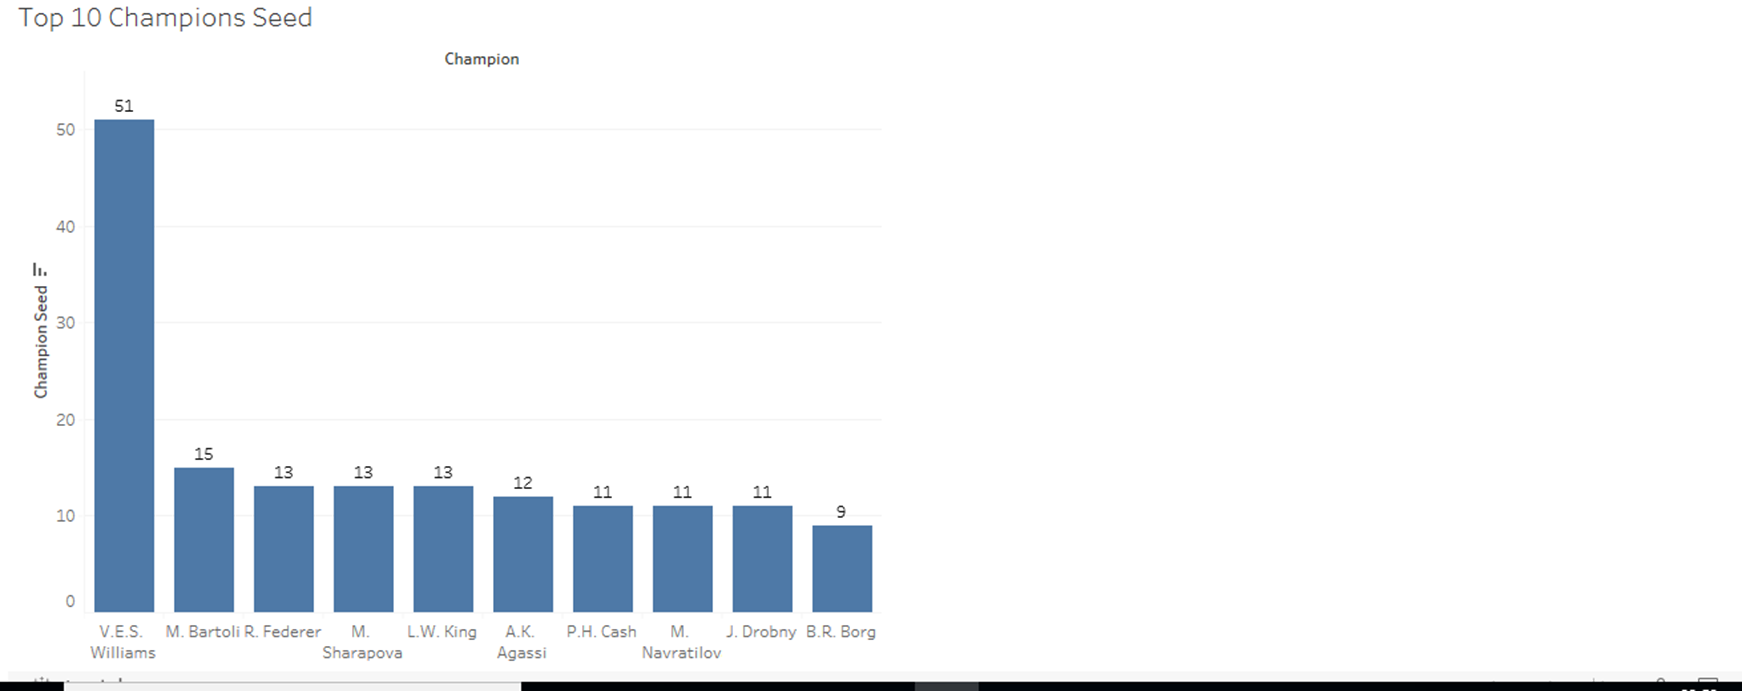 Top 10 Champions Seed
Champion
51
50
40
30
20
10
0
Champion Seed
15
13
13
13
12
11
11
11
9
V.E.S. Williams
M. Bartoli
R. Federer
M. Sharapova
L.W. King
A.K. Agassi
P.H. Cash
M. Navratilov
J. Drobny
B.R. Borg